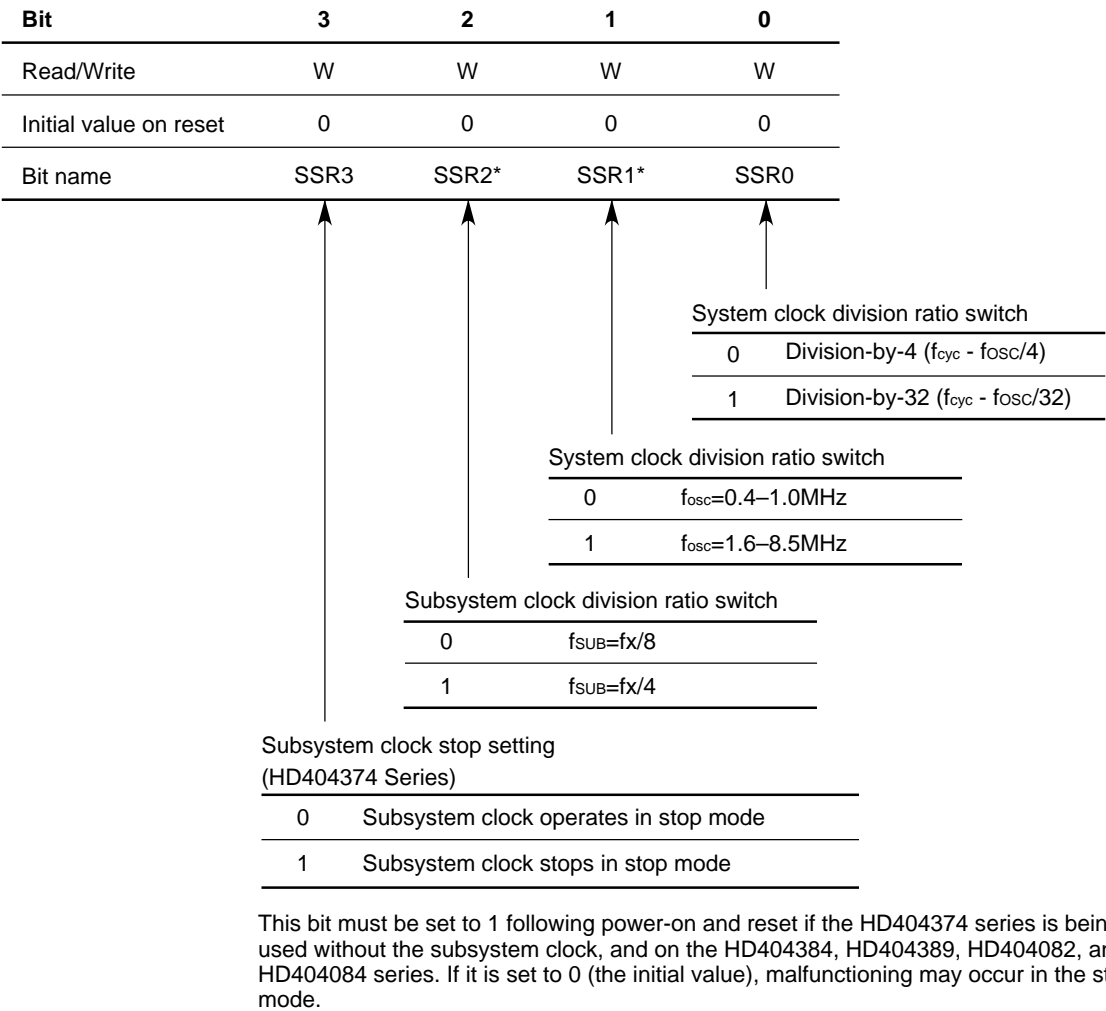 Bit 3 2 1 0
Read/Write W W W W
Initial value on reset 0 0 0 0
Bit name SSR3 SSR2* SSR1* SSR0
System clock division ratio switch
0 Division-by-4 (fcyc - fOSC/4)
1 Division-by-32 (fcyc - fOSC/32)
System clock division ratio switch
0 fosc=0.4–1.0MHz
1 fosc=1.6–8.5MHz
Subsystem clock division ratio switch
0 fSUB=fx/8
1 fSUB=fx/4
Subsystem clock stop setting
(HD404374 Series)
0 Subsystem clock operates in stop mode
1 Subsystem clock stops in stop mode
This bit must be set to 1 following power-on and reset if the HD404374 series is
used without the subsystem clock, and on the HD404384, HD404389, HD404082,
HD404084 series. If it is set to 0 (the initial value), malfunctioning may occur in the
mode.